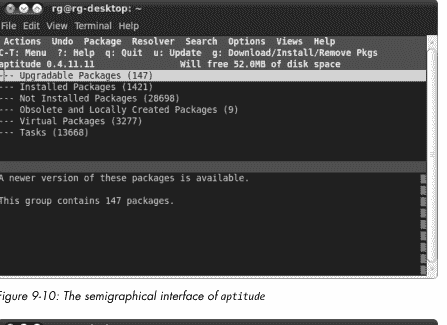 rg@rg-desktop: ~
File Edit View Terminal Help
Actions Undo Package Resolver Search Options Views Help
C-T: Menu ?: Help q: Quit u: Update g: Download/Install/Remove Pkgs
aptitude 0.4.11.11 Will free 52.0MB of disk space
--- Upgradable Packages (147)
--- Installed Packages (1421)
--- Not Installed Packages (28698)
--- Obsolete and Locally Created Packages (9)
--- Virtual Packages (3277)
--- Tasks (13668)
A newer version of these packages is available.
This group contains 147 packages.
Figure 9-10: The semigraphical interface of aptitude